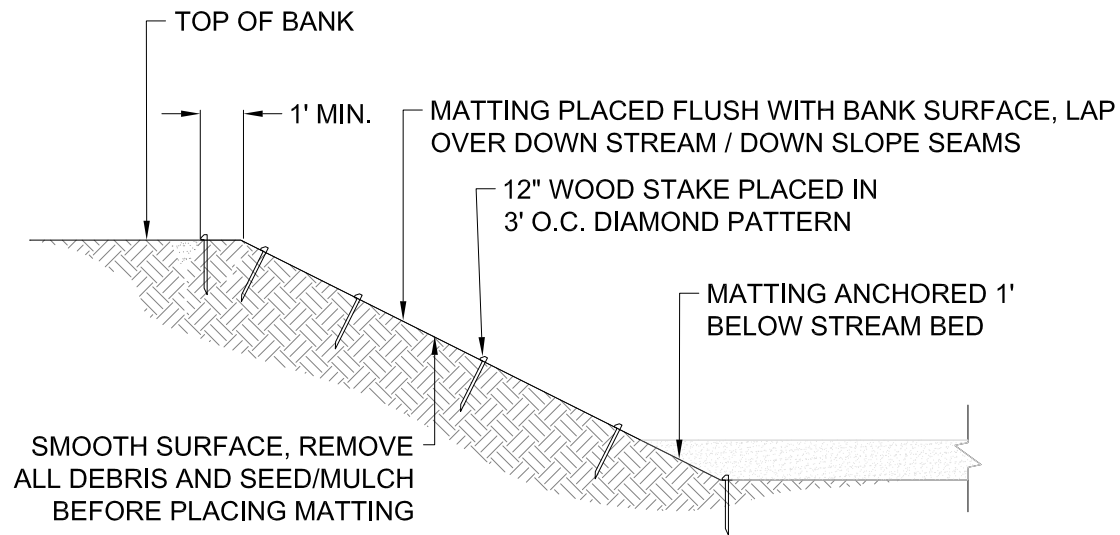 TOP OF BANK
1' MIN.
MATTING PLACED FLUSH WITH BANK SURFACE, LAP
OVER DOWN STREAM / DOWN SLOPE SEAMS
12" WOOD STAKE PLACED IN
3' O.C. DIAMOND PATTERN
MATTING ANCHORED 1'
BELOW STREAM BED
SMOOTH SURFACE, REMOVE
ALL DEBRIS AND SEED/MULCH
BEFORE PLACING MATTING